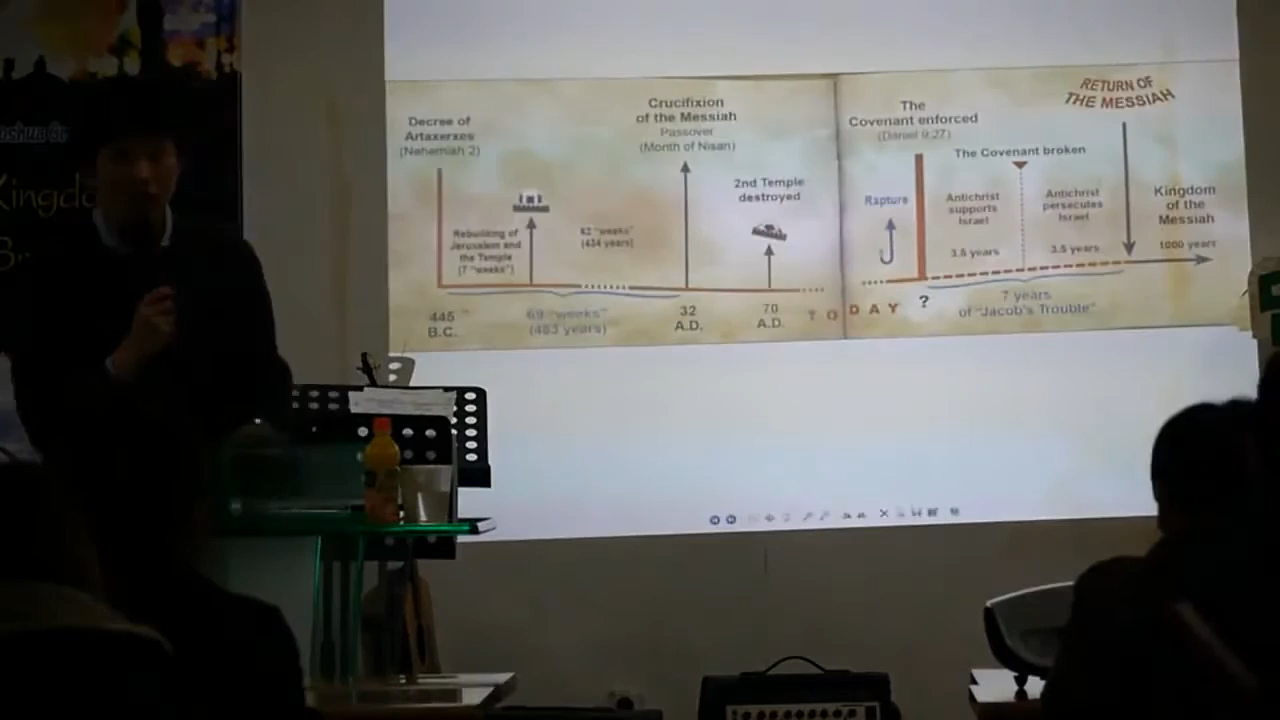 Decree of
Artaxerxes
(Nehemiah 2)
Rebuilding of
Jerusalem and
the Temple
(7 "weeks")
62 "weeks"
(434 years)
Crucifixion
of the Messiah
Passover
(Month of Nisan)
2nd Temple
destroyed
445
B.C.
69 "weeks"
(483 years)
32
A.D.
70
A.D.
TODAY
?
Rapture
The
Covenant enforced
(Daniel 9:27)
The Covenant broken
Antichrist
supports
Israel
3.5 years
Antichrist
persecutes
Israel
3.5 years
7 years
of "Jacob's Trouble"
RETURN OF
THE MESSIAH
Kingdom
of the
Messiah
1000 years